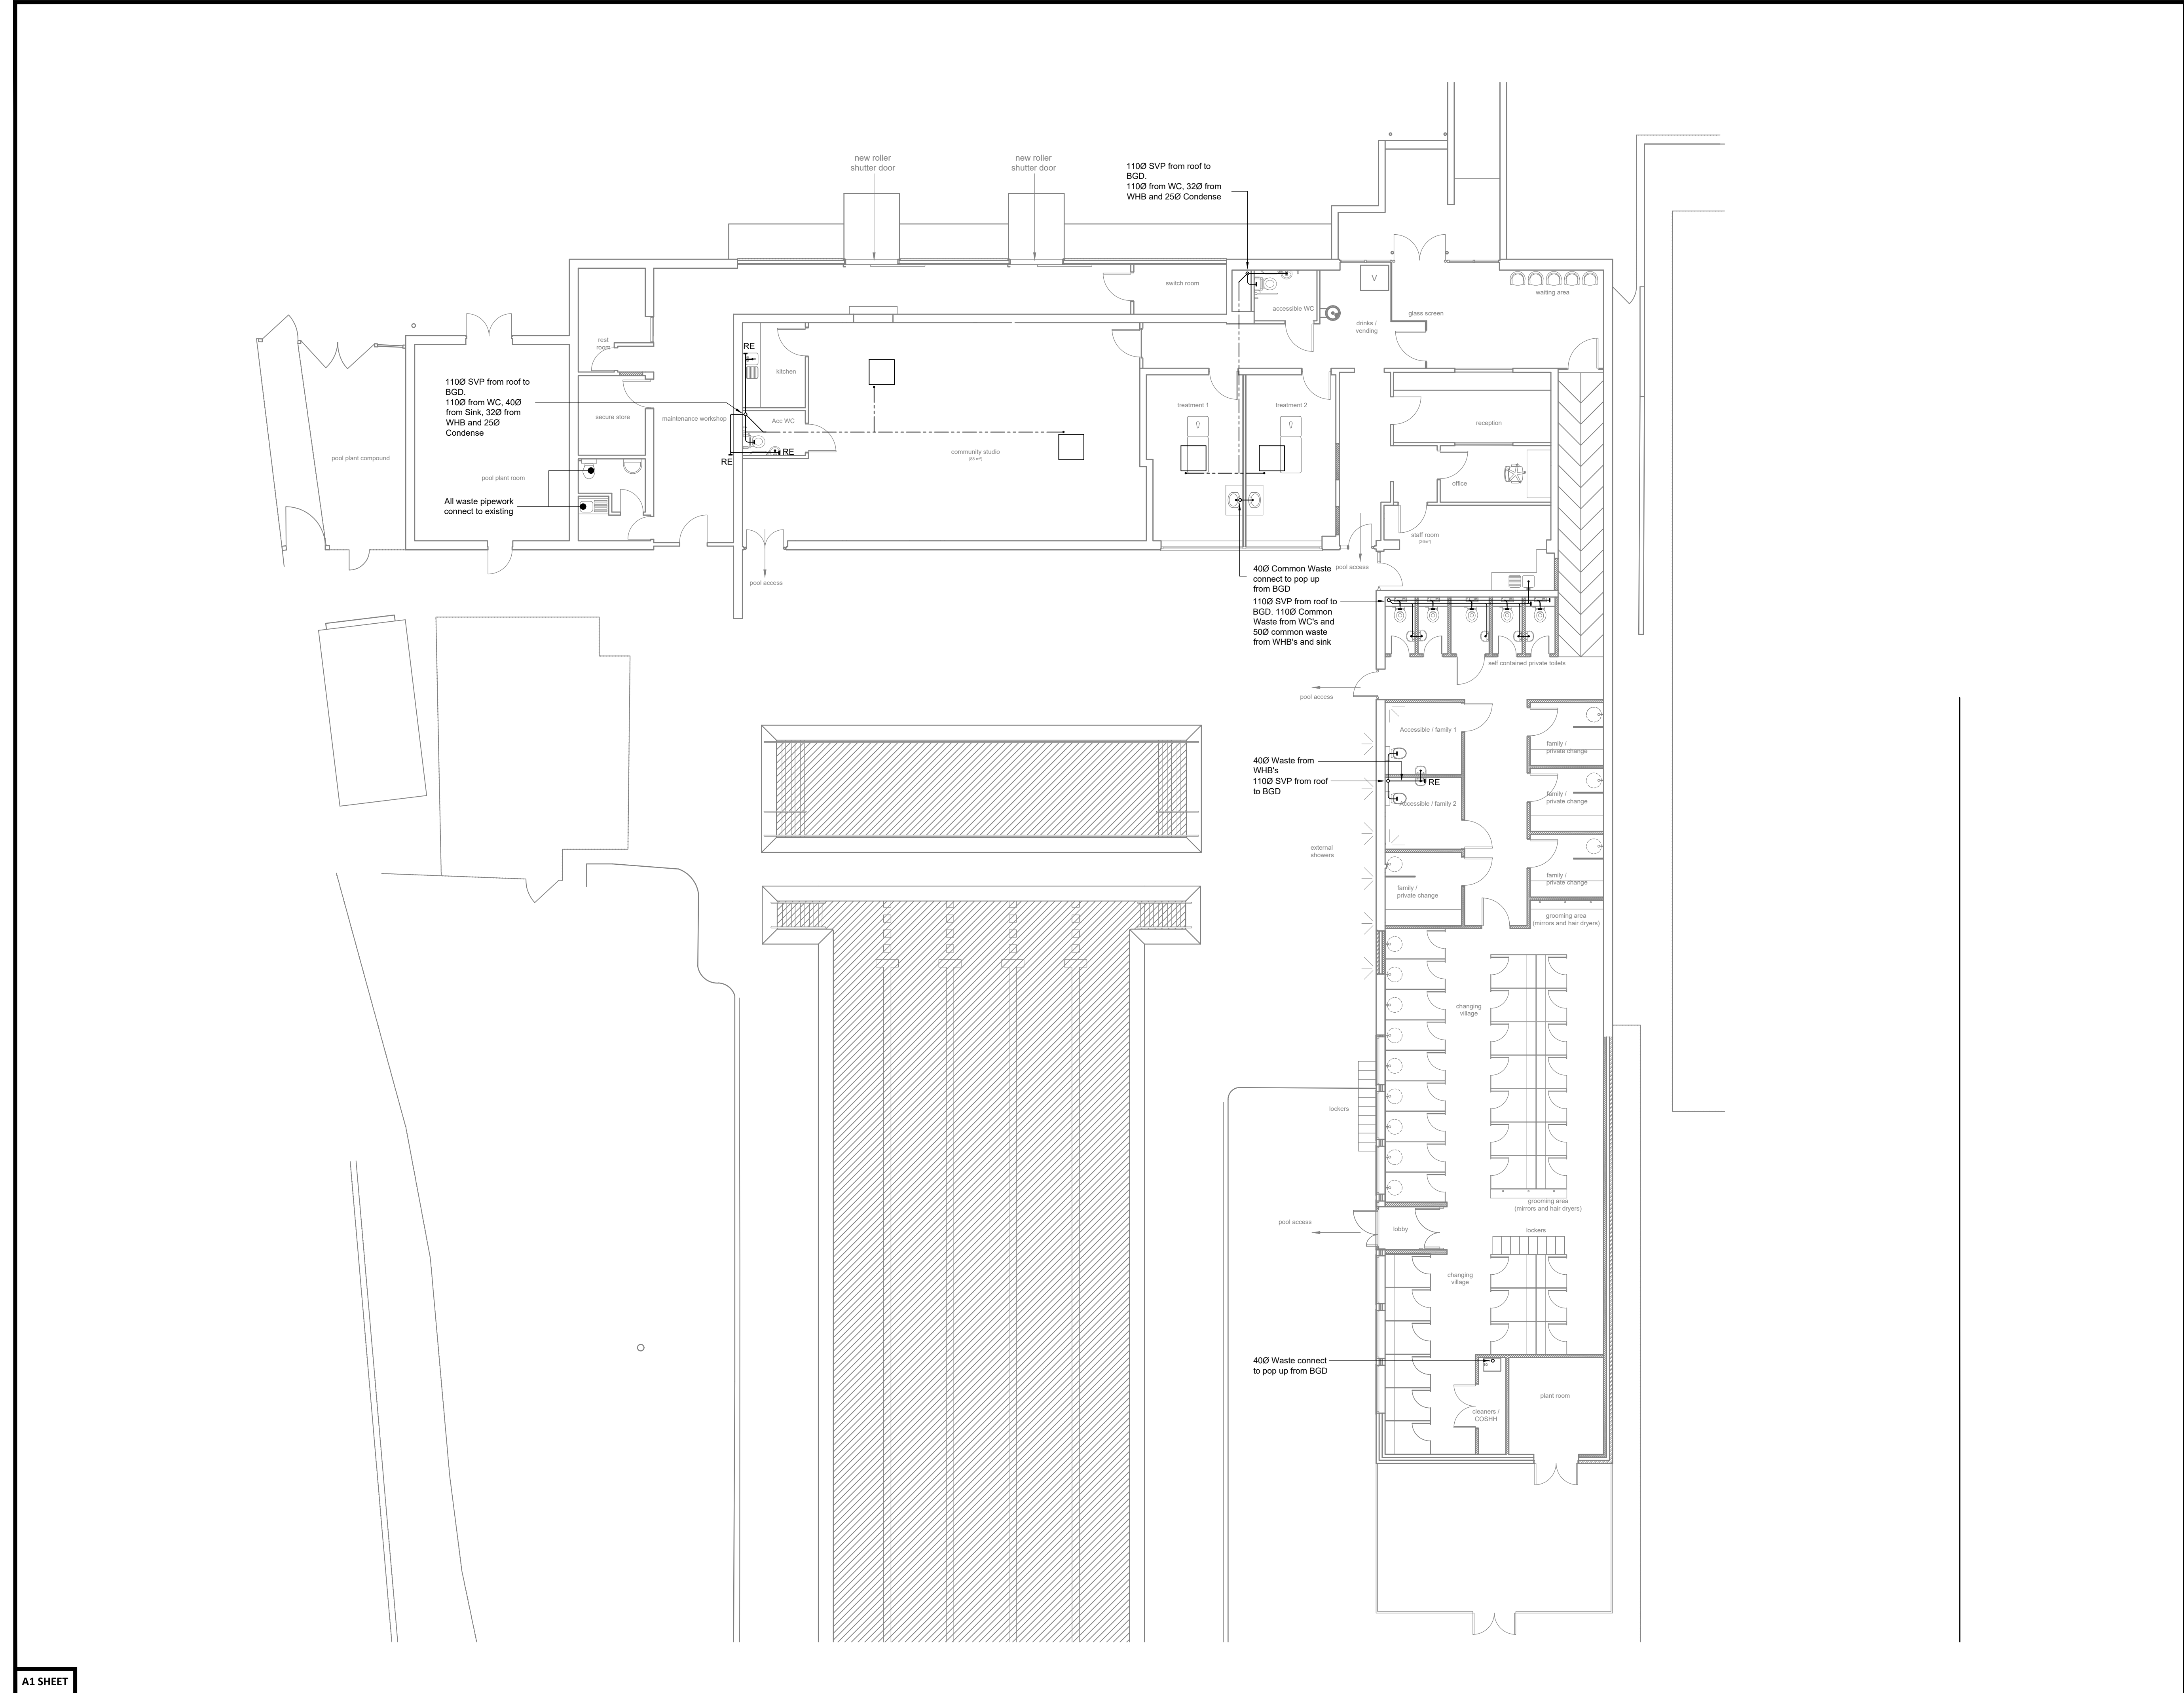 new roller
shutter door
new roller
shutter door
110Ø SVP from roof to
BGD.
110Ø from WC, 32Ø from
WHB and 25Ø Condense
switch room
accessible WC
drinks /
vending
V
glass screen
waiting area
rest
room
RE
kitchen
110Ø SVP from roof to
BGD.
110Ø from WC, 40Ø
from Sink, 32Ø from
WHB and 25Ø
Condense
secure store
maintenance workshop
Acc WC
RE
RE
community studio
treatment 1
treatment 2
reception
pool plant compound
pool plant room
office
All waste pipework
connect to existing
staff room
pool access
pool access
40Ø Common Waste
connect to pop up
from BGD
110Ø SVP from roof to
BGD. 110Ø Common
Waste from WC's and
50Ø common waste
from WHB's and sink
self contained private toilets
pool access
Accessible / family 1
family /
private change
40Ø Waste from
WHB's
110Ø SVP from roof
to BGD
RE
Accessible / family 2
family /
private change
external
showers
family /
private change
family /
private change
grooming area
(mirrors and hair dryers)
changing
village
lockers
grooming area
(mirrors and hair dryers)
pool access
lobby
lockers
changing
village
40Ø Waste connect
to pop up from BGD
plant room
cleaners /
COSHH
A1 SHEET